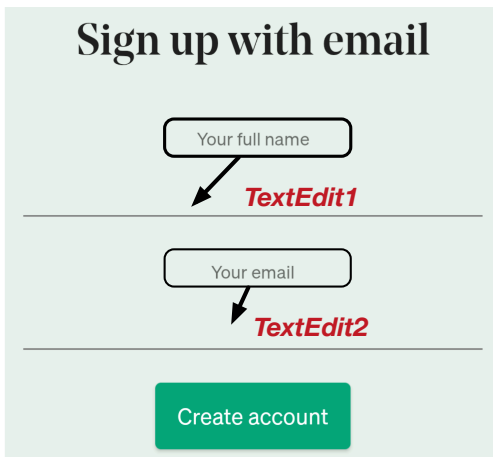 Sign up with email
Your full name
TextEdit1
Your email
TextEdit2
Create account